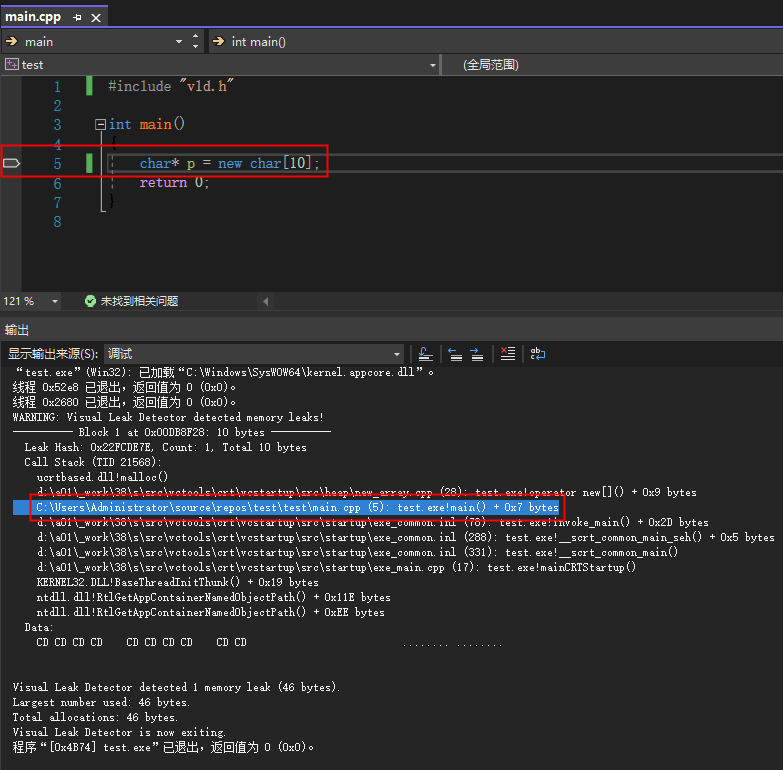 main.cpp
main int main()
test (全局范围)
1 #include "vld.h"
2
3 int main()
4 {
5 char* p = new char[10];
6 return 0;
7 }
8
121 % 未找到相关问题
输出
显示输出来源(S): 调试
“test.exe”(Win32): 已加载“C:\Windows\SysWOW64\kernel.appcore.dll”。
线程 0x52e8 已退出，返回值为 0 (0x0)。
线程 0x2680 已退出，返回值为 0 (0x0)。
WARNING: Visual Leak Detector detected memory leaks!
---------- Block 1 at 0x00DB8F28: 10 bytes ----------
Leak Hash: 0x22FCDE7E, Count: 1, Total 10 bytes
Call Stack (TID 21568):
ucrtbased.dll!malloc()
d:\a01\_work\38\s\src\vctools\crt\vcstartup\src\heap\new_array.cpp (28): test.exe!operator new[]() + 0x9 bytes
C:\Users\Administrator\source\repos\test\test\main.cpp (5): test.exe!main() + 0x7 bytes
d:\a01\_work\38\s\src\vctools\crt\vcstartup\src\startup\exe_common.inl (78): test.exe!invoke_main() + 0x2D bytes
d:\a01\_work\38\s\src\vctools\crt\vcstartup\src\startup\exe_common.inl (288): test.exe!__scrt_common_main_seh() + 0x5 bytes
d:\a01\_work\38\s\src\vctools\crt\vcstartup\src\startup\exe_common.inl (331): test.exe!__scrt_common_main()
d:\a01\_work\38\s\src\vctools\crt\vcstartup\src\startup\exe_main.cpp (17): test.exe!mainCRTStartup()
KERNEL32.DLL!BaseThreadInitThunk() + 0x19 bytes
ntdll.dll!RtlGetAppContainerNamedObjectPath() + 0x11E bytes
ntdll.dll!RtlGetAppContainerNamedObjectPath() + 0xEE bytes
Data:
CD CD CD CD CD CD CD CD CD CD ........ ........
Visual Leak Detector detected 1 memory leak (46 bytes).
Largest number used: 46 bytes.
Total allocations: 46 bytes.
Visual Leak Detector is now exiting.
程序“[0x4B74] test.exe”已退出，返回值为 0 (0x0)。